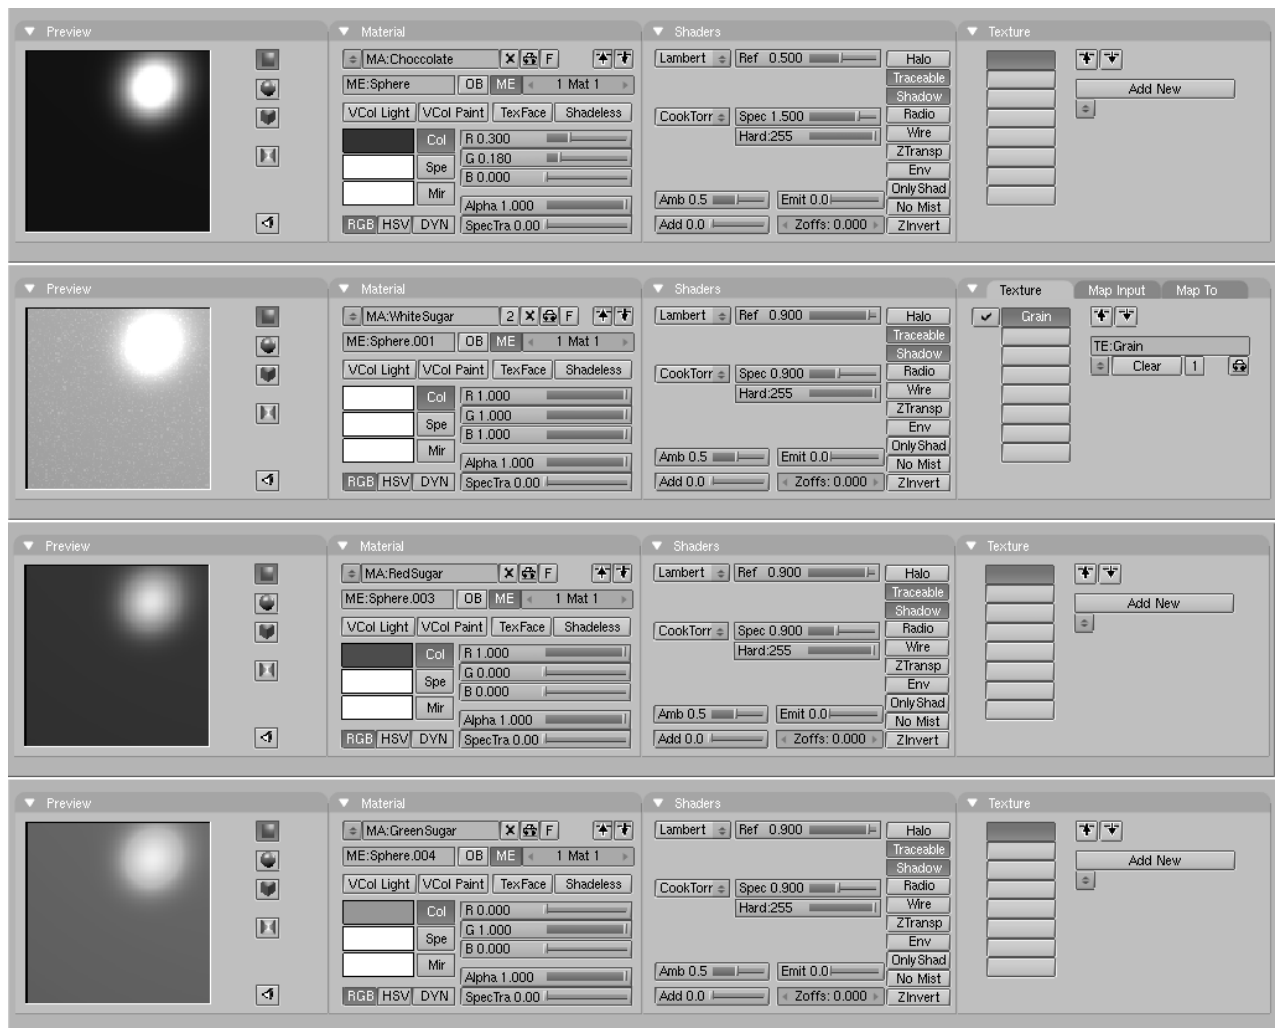 Preview Material Shaders Texture
MA:Choccolate X F Lambert Ref 0.500 Halo
ME:Sphere OB ME 1 Mat 1 Traceable Add New
Shadow
VCol Light VCol Paint TexFace Shadeless CookTorr Spec 1.500 Radio
Col R 0.300 Hard:255 Wire
G 0.180 ZTransp
Spe B 0.000 Env
Mir Amb 0.5 Emit 0.0 OnlyShad
Alpha 1.000 No Mist
RGB HSV DYN SpecTra 0.00 Add 0.0 Zoffs: 0.000 ZInvert
Preview Material Shaders Texture Map Input Map To
MA:WhiteSugar 2 X F Lambert Ref 0.900 Halo Grain
ME:Sphere.001 OB ME 1 Mat 1 Traceable TE:Grain
Shadow Clear 1
VCol Light VCol Paint TexFace Shadeless CookTorr Spec 0.900 Radio
Col R 1.000 Hard:255 Wire
G 1.000 ZTransp
Spe B 1.000 Env
Mir Amb 0.5 Emit 0.0 OnlyShad
Alpha 1.000 No Mist
RGB HSV DYN SpecTra 0.00 Add 0.0 Zoffs: 0.000 ZInvert
Preview Material Shaders Texture
MA:RedSugar X F Lambert Ref 0.900 Halo
ME:Sphere.003 OB ME 1 Mat 1 Traceable Add New
Shadow
VCol Light VCol Paint TexFace Shadeless CookTorr Spec 0.900 Radio
Col R 1.000 Hard:255 Wire
G 0.000 ZTransp
Spe B 0.000 Env
Mir Amb 0.5 Emit 0.0 OnlyShad
Alpha 1.000 No Mist
RGB HSV DYN SpecTra 0.00 Add 0.0 Zoffs: 0.000 ZInvert
Preview Material Shaders Texture
MA:GreenSugar X F Lambert Ref 0.900 Halo
ME:Sphere.004 OB ME 1 Mat 1 Traceable Add New
Shadow
VCol Light VCol Paint TexFace Shadeless CookTorr Spec 0.900 Radio
Col R 0.000 Hard:255 Wire
G 1.000 ZTransp
Spe B 0.000 Env
Mir Amb 0.5 Emit 0.0 OnlyShad
Alpha 1.000 No Mist
RGB HSV DYN SpecTra 0.00 Add 0.0 Zoffs: 0.000 ZInvert